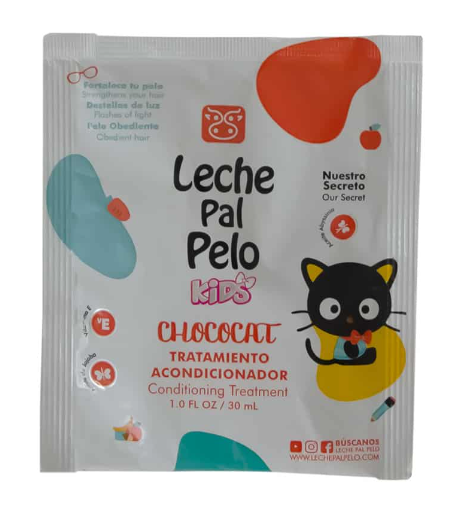 Fortalece tu pelo
Strengthens your hair
Destellos de luz
Flashes of light
Pelo Obediente
Obedient hair
Leche
Pal
Pelo
KiDS
CHOCOCAT
TRATAMIENTO
ACONDICIONADOR
Conditioning Treatment
1.0 FL OZ / 30 mL
Nuestro
Secreto
Our Secret
E
BÚSCANOS
LECHE PAL PELO
WWW.LECHEPALPELO.COM